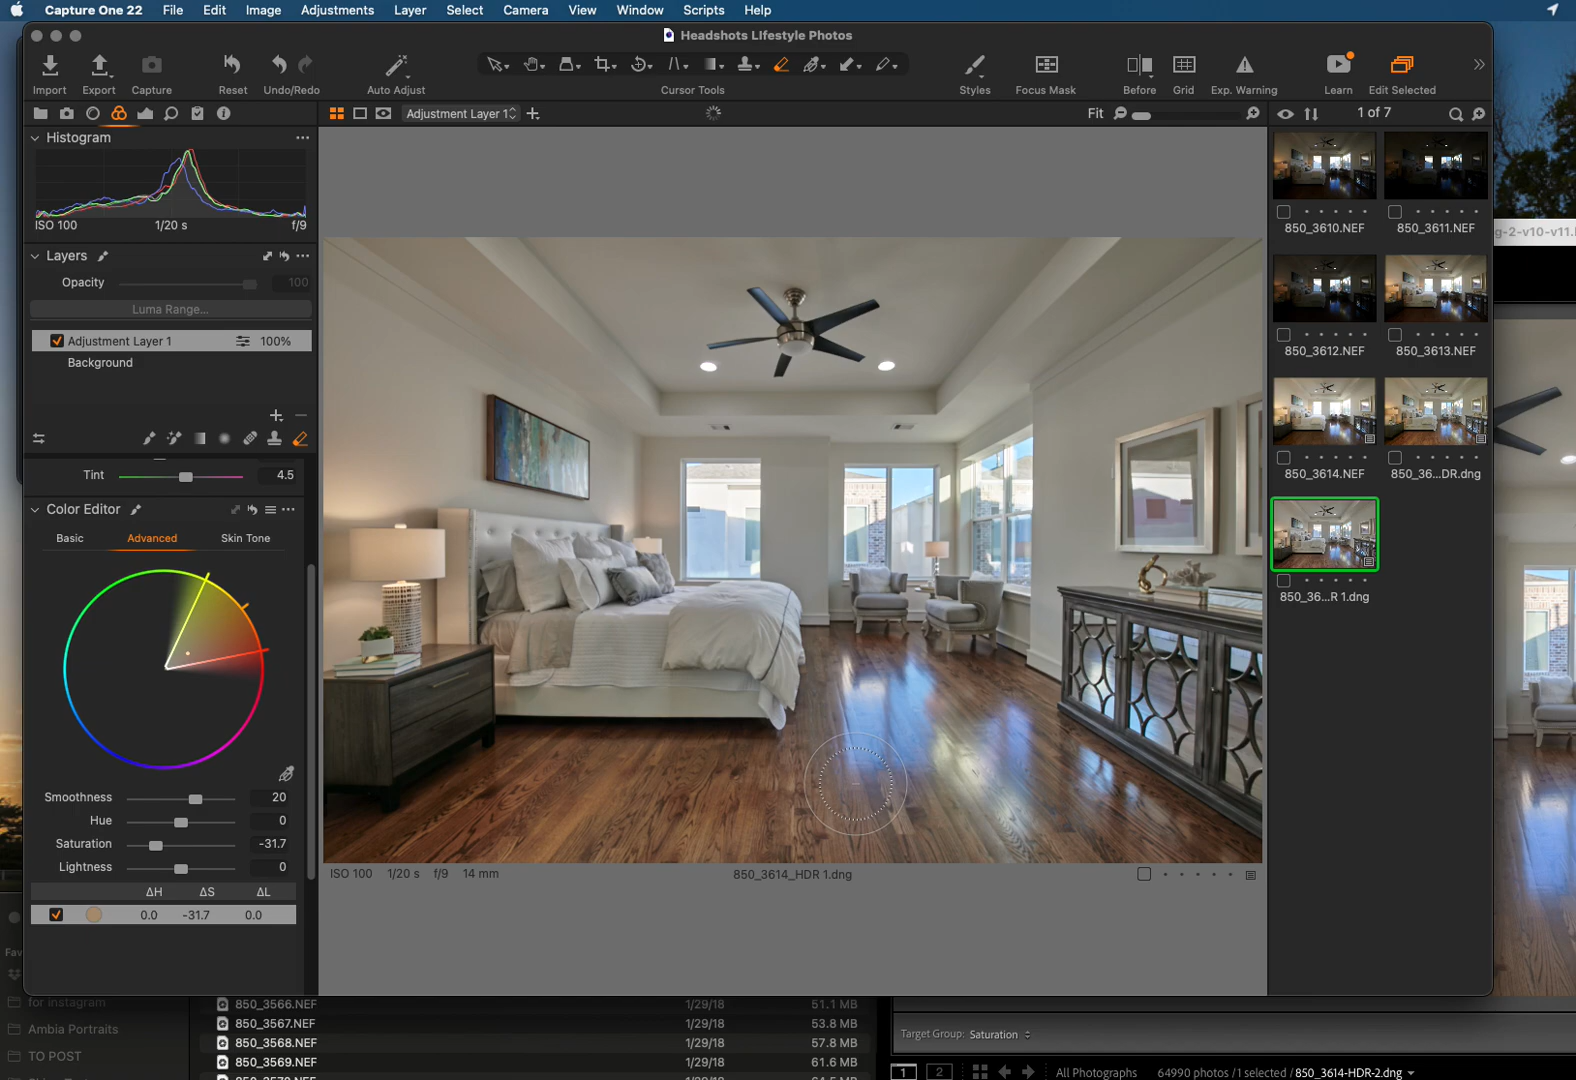 Capture One 22 File Edit Image Adjustments Layer Select Camera View Window Scripts Help
Headshots LIfestyle Photos
Import Export Capture Reset Undo/Redo Auto Adjust Cursor Tools Styles Focus Mask Before Grid Exp. Warning Learn Edit Selected
Adjustment Layer 1 Fit 1 of 7
Histogram
ISO 100 1/20 s f/9
Layers
Opacity 100
Luma Range...
Adjustment Layer 1 100%
Background
Tint 4.5
Color Editor
Basic Advanced Skin Tone
Smoothness 20
Hue 0
Saturation -31.7
Lightness 0
ΔH ΔS ΔL
0.0 -31.7 0.0
ISO 100 1/20 s f/9 14 mm 850_3614_HDR 1.dng
850_3610.NEF 850_3611.NEF
850_3612.NEF 850_3613.NEF
850_3614.NEF 850_36...DR.dng
850_36...R 1.dng
g-2-v10-v11.
Fav
for instagram
Ambia Portraits
TO POST
850_3566.NEF 1/29/18 51.1 MB
850_3567.NEF 1/29/18 53.8 MB
850_3568.NEF 1/29/18 57.8 MB
850_3569.NEF 1/29/18 61.6 MB
Target Group: Saturation
1 2 All Photographs 64990 photos / 1 selected / 850_3614-HDR-2.dng